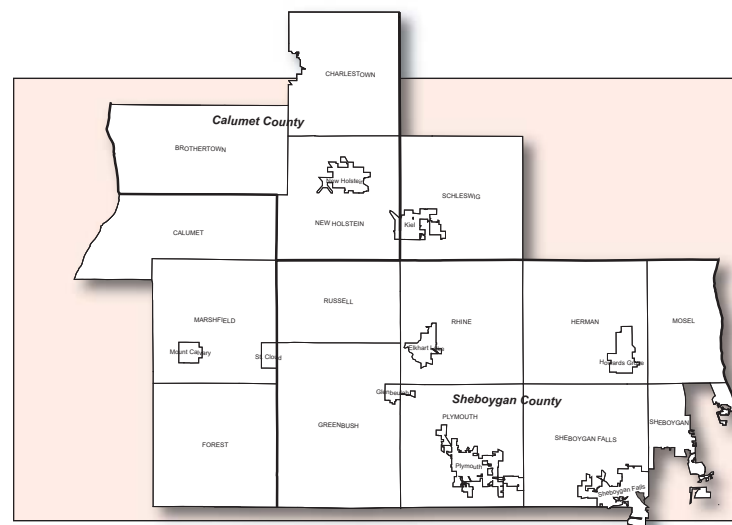 CHARLESTOWN
Calumet County
BROTHERTOWN
New Holstein
SCHLESWIG
NEW HOLSTEIN
Kiel
CALUMET
RUSSELL
MARSHFIELD
RHINE
HERMAN
MOSEL
Mount Calvary
St. Cloud
Elkhart Lake
Howards Grove
Glenbeulah
Sheboygan County
PLYMOUTH
GREENBUSH
SHEBOYGAN
FOREST
SHEBOYGAN FALLS
Plymouth
Sheboygan Falls